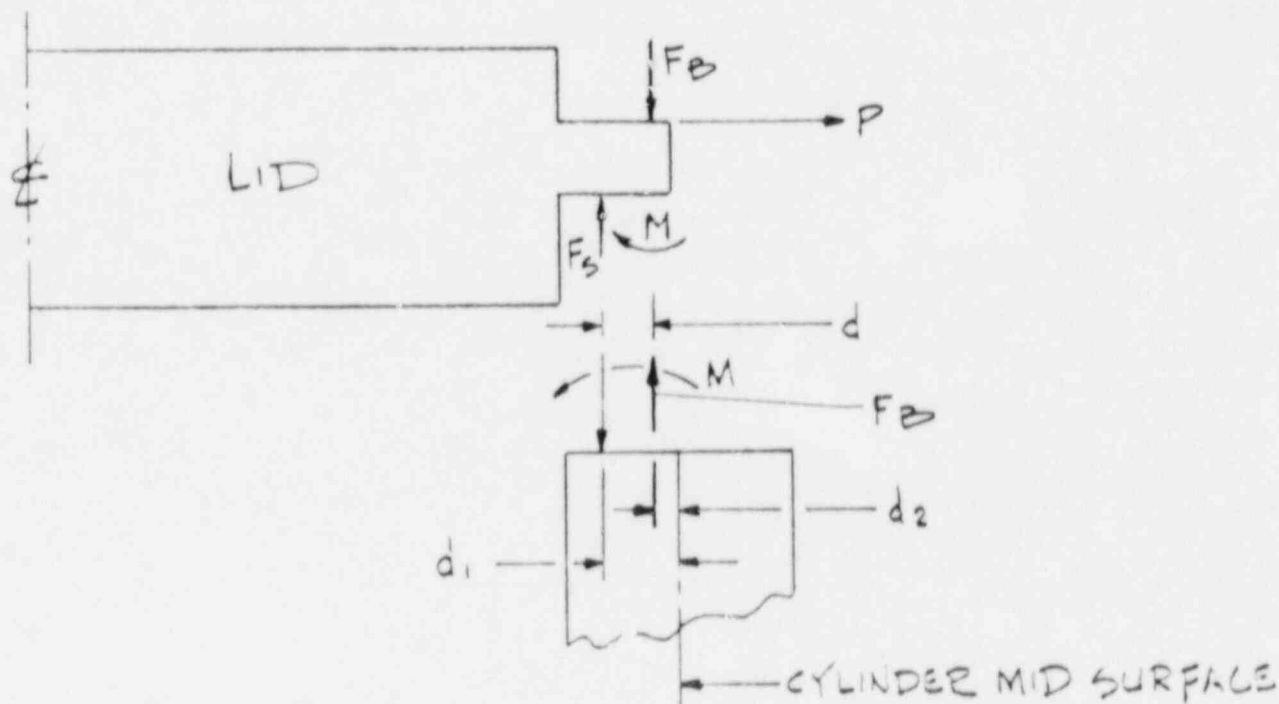 F_B
P
℄
LID
M
F_S
d
M
F_B
d_2
d_1
CYLINDER MID SURFACE